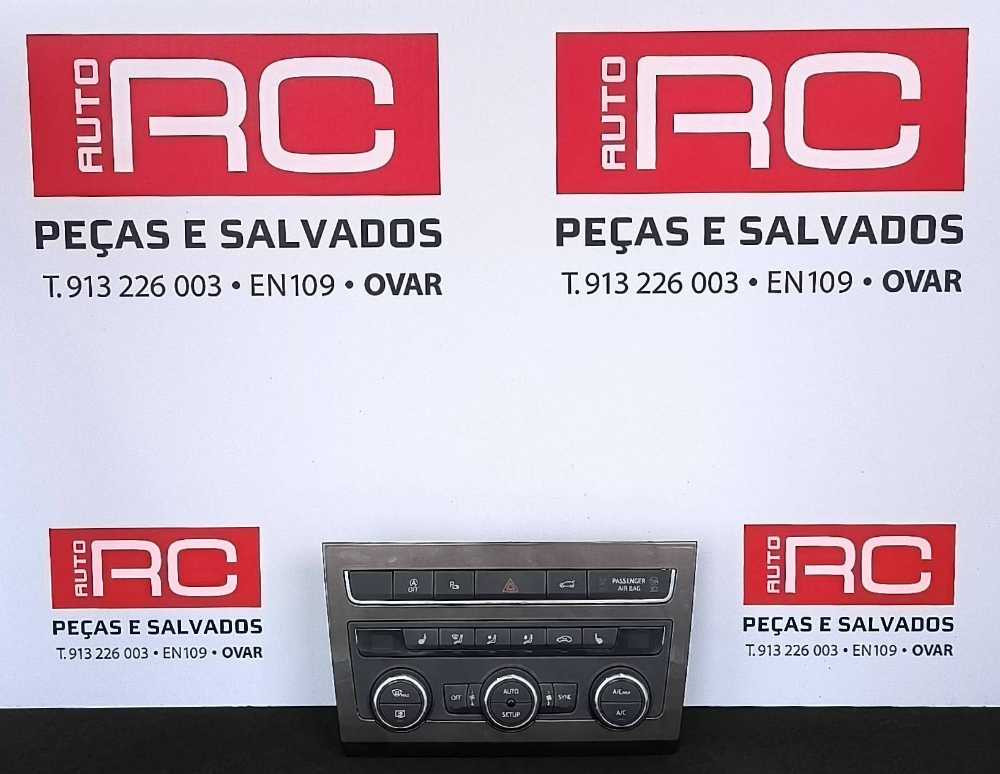 AUTO RC
PEÇAS E SALVADOS
T. 913 226 003 • EN109 • OVAR
AUTO RC
PEÇAS E SALVADOS
T. 913 226 003 • EN109 • OVAR
AUTO RC
PEÇAS E SALVADOS
T. 913 226 003 • EN109 • OVAR
AUTO RC
PEÇAS E SALVADOS
T. 913 226 003 • EN109 • OVAR
A OFF
P
PASSENGER
AIR BAG
MAX
OFF
AUTO
SETUP
SYNC
A/C MAX
A/C